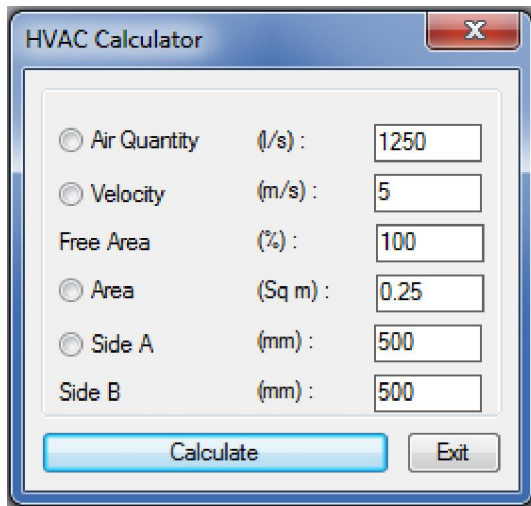 HVAC Calculator
X
Air Quantity (l/s) : 1250
Velocity (m/s) : 5
Free Area (%) : 100
Area (Sq m) : 0.25
Side A (mm) : 500
Side B (mm) : 500
Calculate Exit